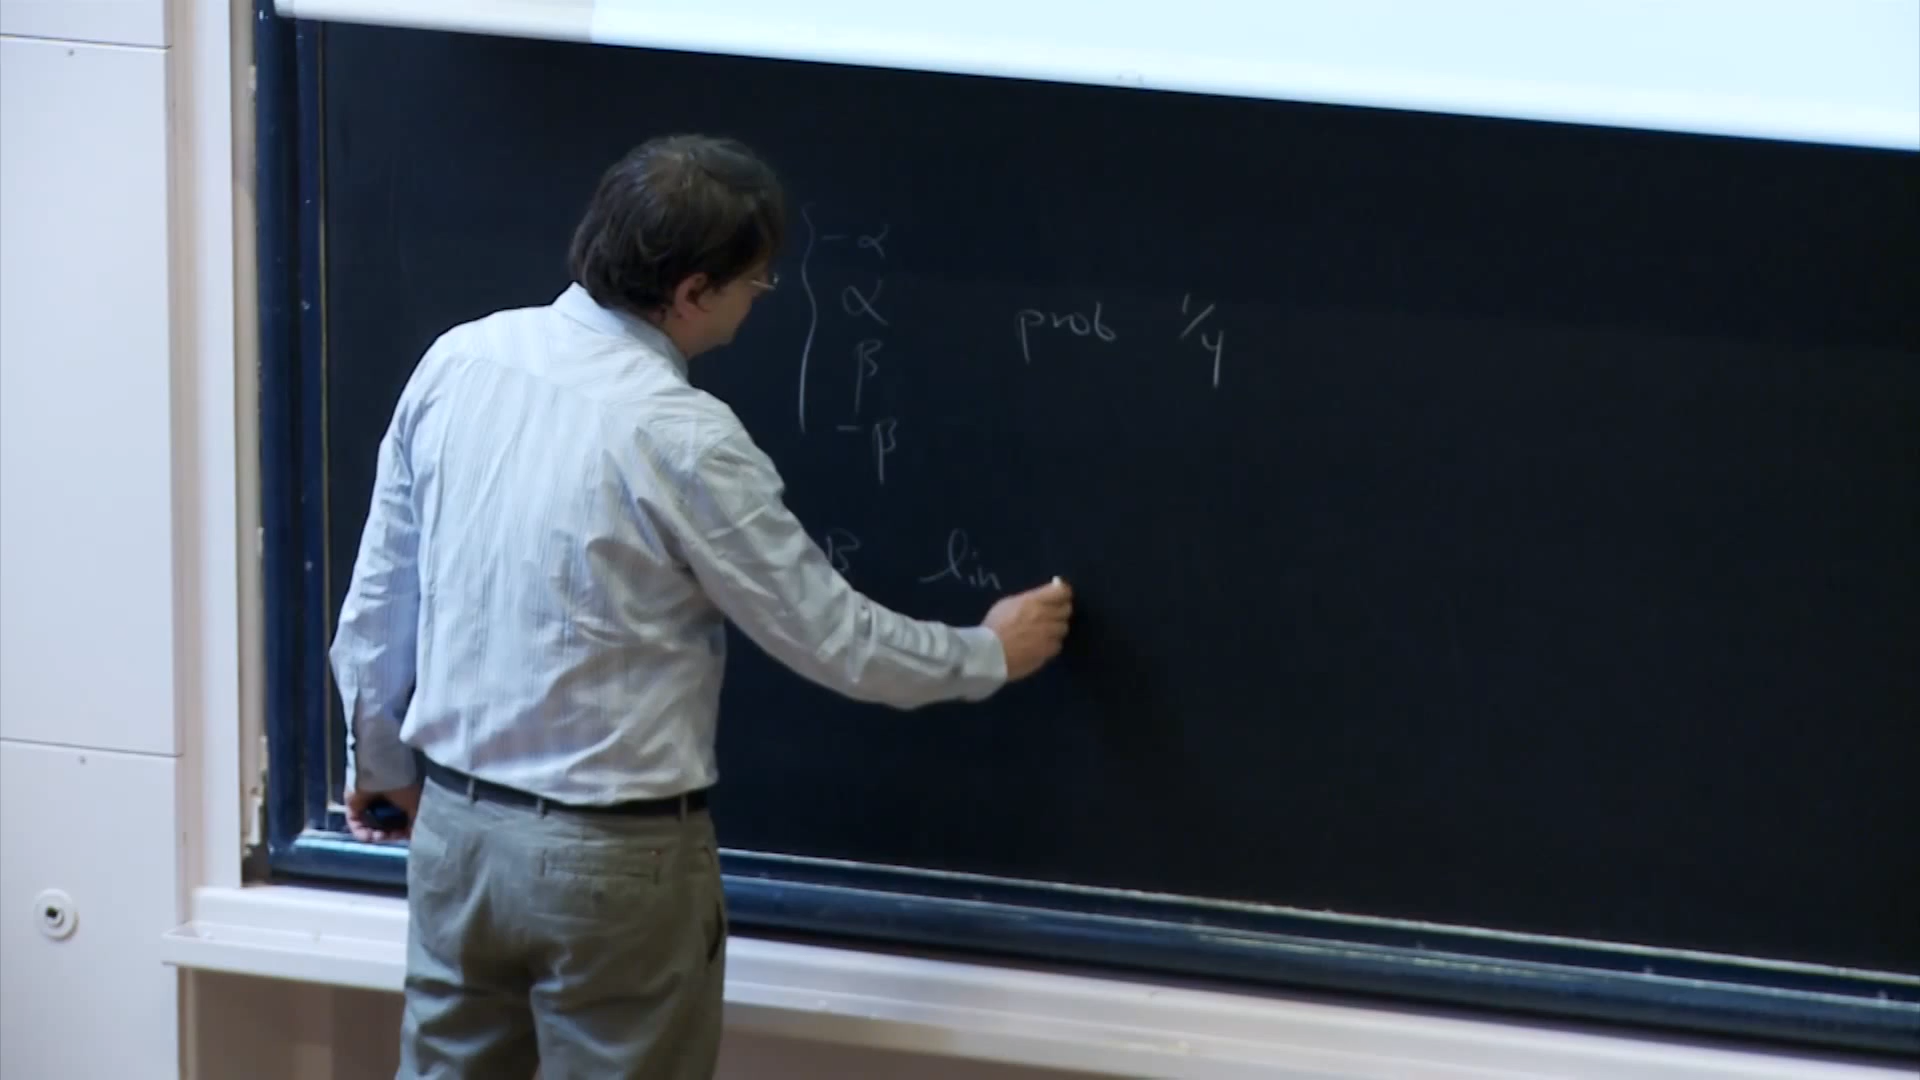 -α
α prob 1/4
β
-β
β lin